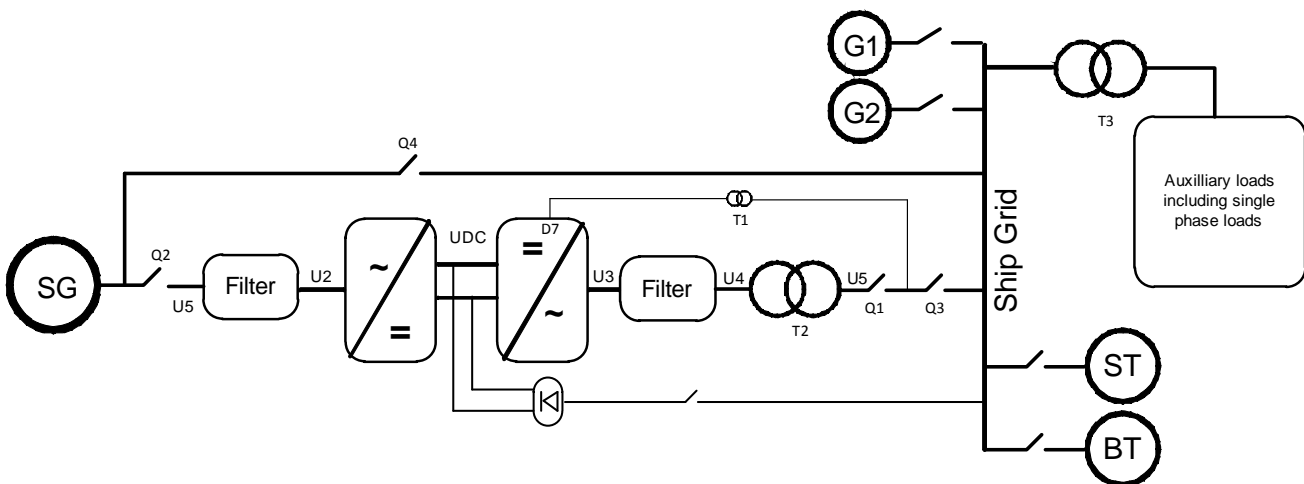 G1
G2
T3
Auxilliary loads
including single
phase loads
Q4
T1
D7
UDC
Ship Grid
SG
Q2
U5
Filter
U2
~
=
=
~
U3
Filter
U4
T2
U5
Q1
Q3
ST
BT